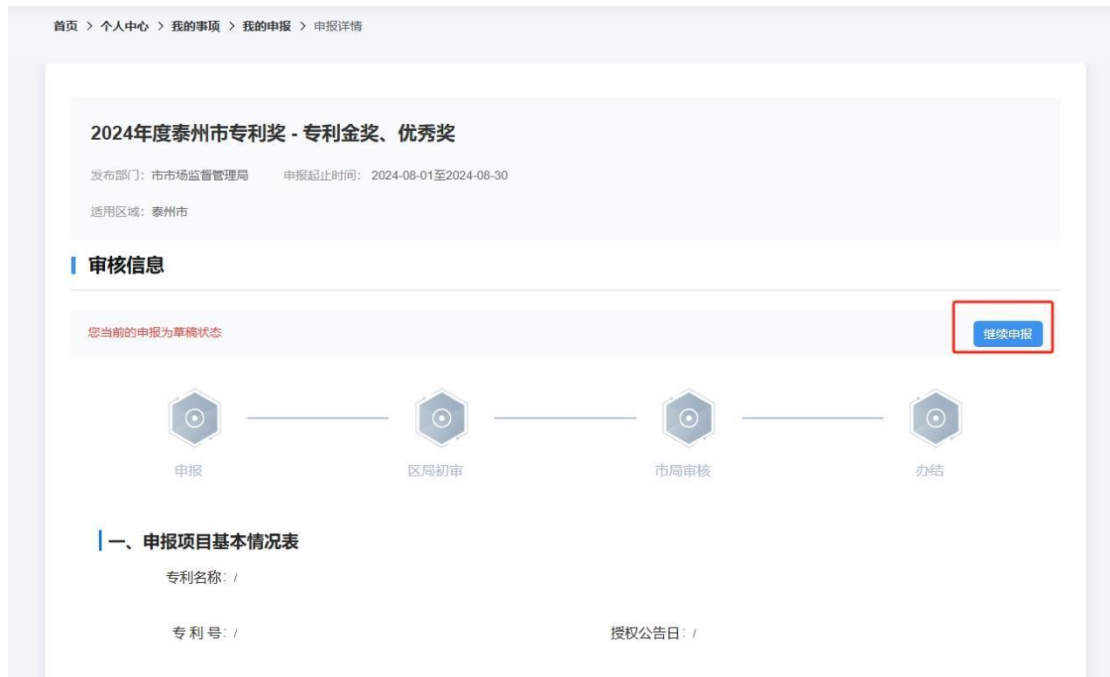 首页 > 个人中心 > 我的事项 > 我的申报 > 申报详情
2024年度泰州市专利奖 - 专利金奖、优秀奖
发布部门：市市场监督管理局 申报起止时间： 2024-08-01至2024-08-30
适用区域：泰州市
审核信息
您当前的申报为草稿状态 继续申报
申报 区局初审 市局审核 办结
一、申报项目基本情况表
专利名称：/
专 利 号：/ 授权公告日：/